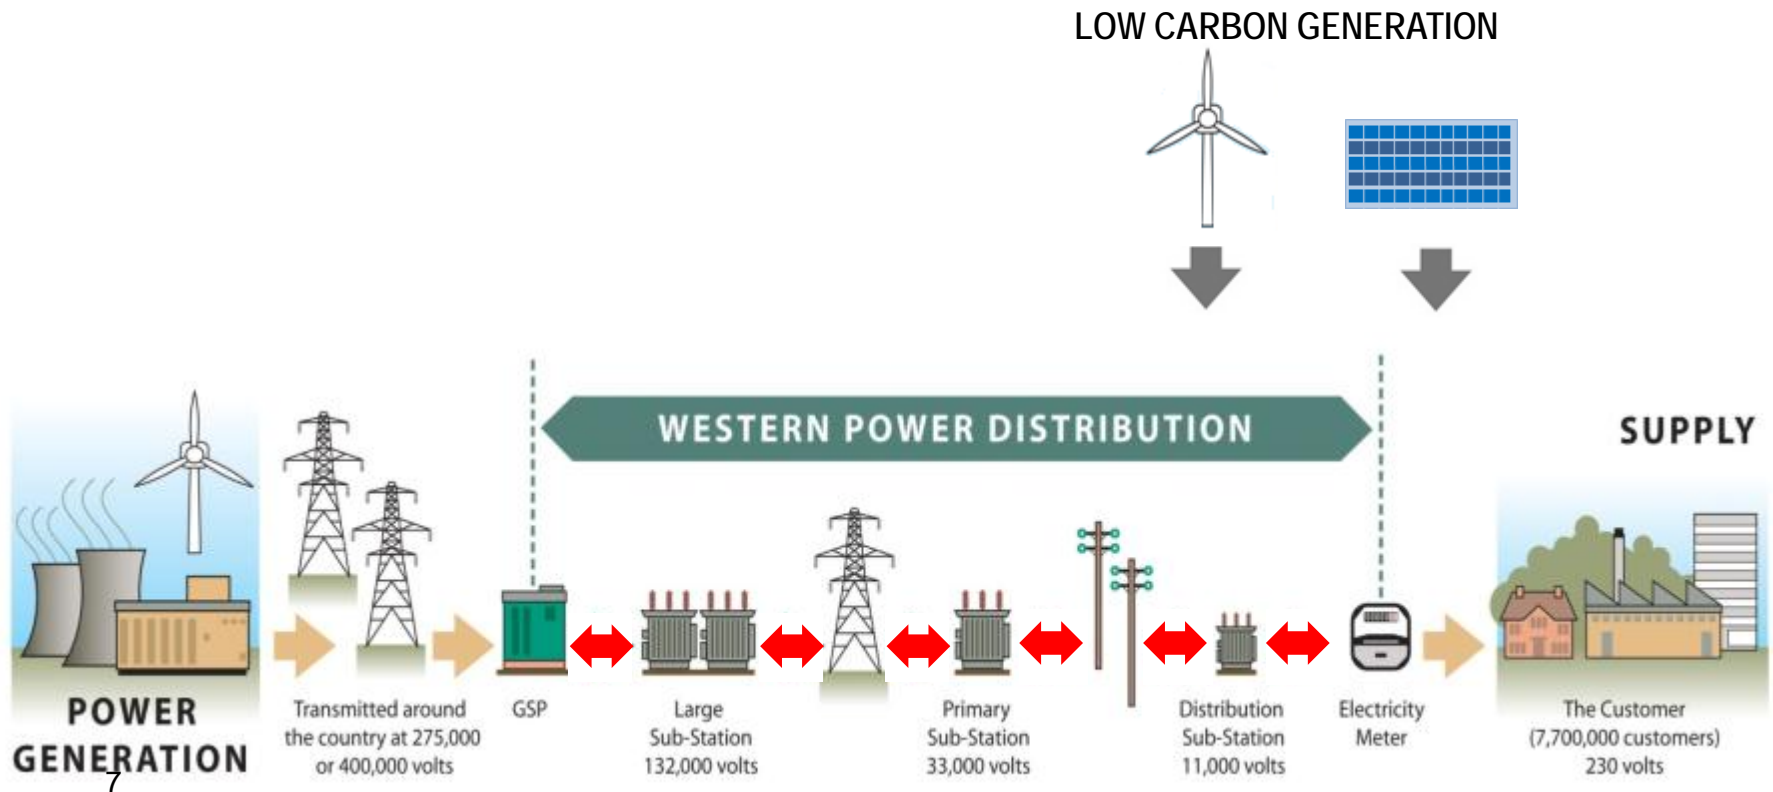 LOW CARBON GENERATION
WESTERN POWER DISTRIBUTION
SUPPLY
POWER
GENERATION
7
Transmitted around
the country at 275,000
or 400,000 volts
GSP
Large
Sub-Station
132,000 volts
Primary
Sub-Station
33,000 volts
Distribution
Sub-Station
11,000 volts
Electricity
Meter
The Customer
(7,700,000 customers)
230 volts